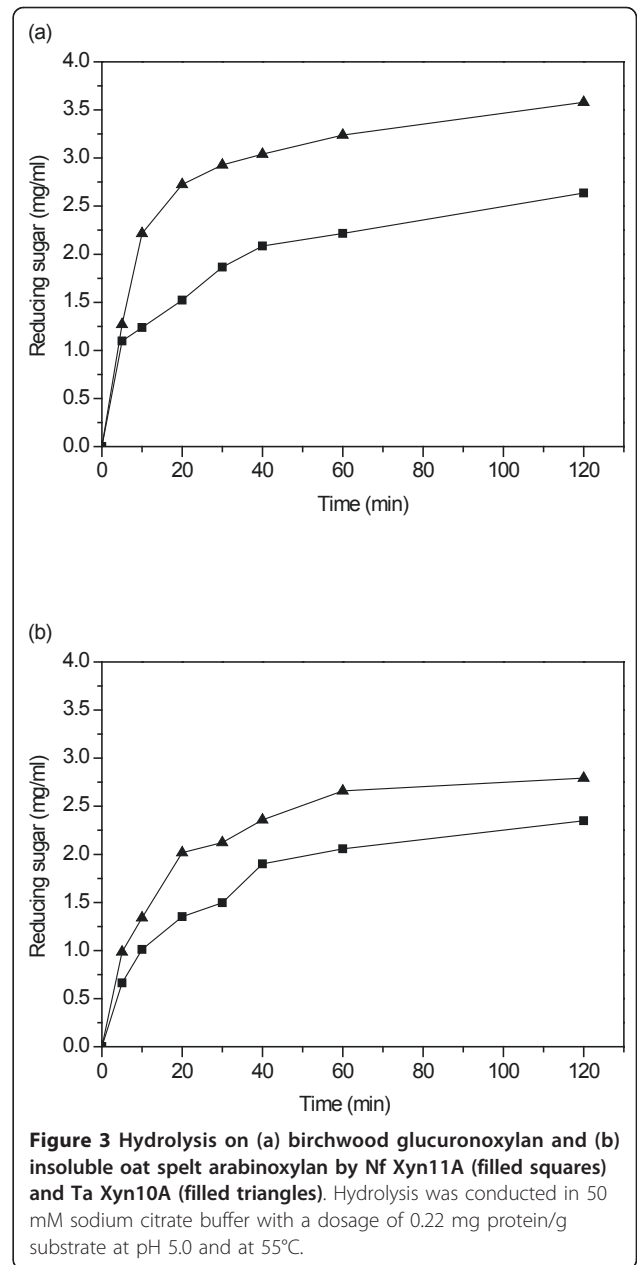 (a)
4.0
3.5
3.0
2.5
2.0
1.5
1.0
0.5
0.0
Reducing sugar (mg/ml)
0 20 40 60 80 100 120
Time (min)
(b)
4.0
3.5
3.0
2.5
2.0
1.5
1.0
0.5
0.0
Reducing sugar (mg/ml)
0 20 40 60 80 100 120
Time (min)
Figure 3 Hydrolysis on (a) birchwood glucuronoxylan and (b)
insoluble oat spelt arabinoxylan by Nf Xyn11A (filled squares)
and Ta Xyn10A (filled triangles). Hydrolysis was conducted in 50
mM sodium citrate buffer with a dosage of 0.22 mg protein/g
substrate at pH 5.0 and at 55°C.